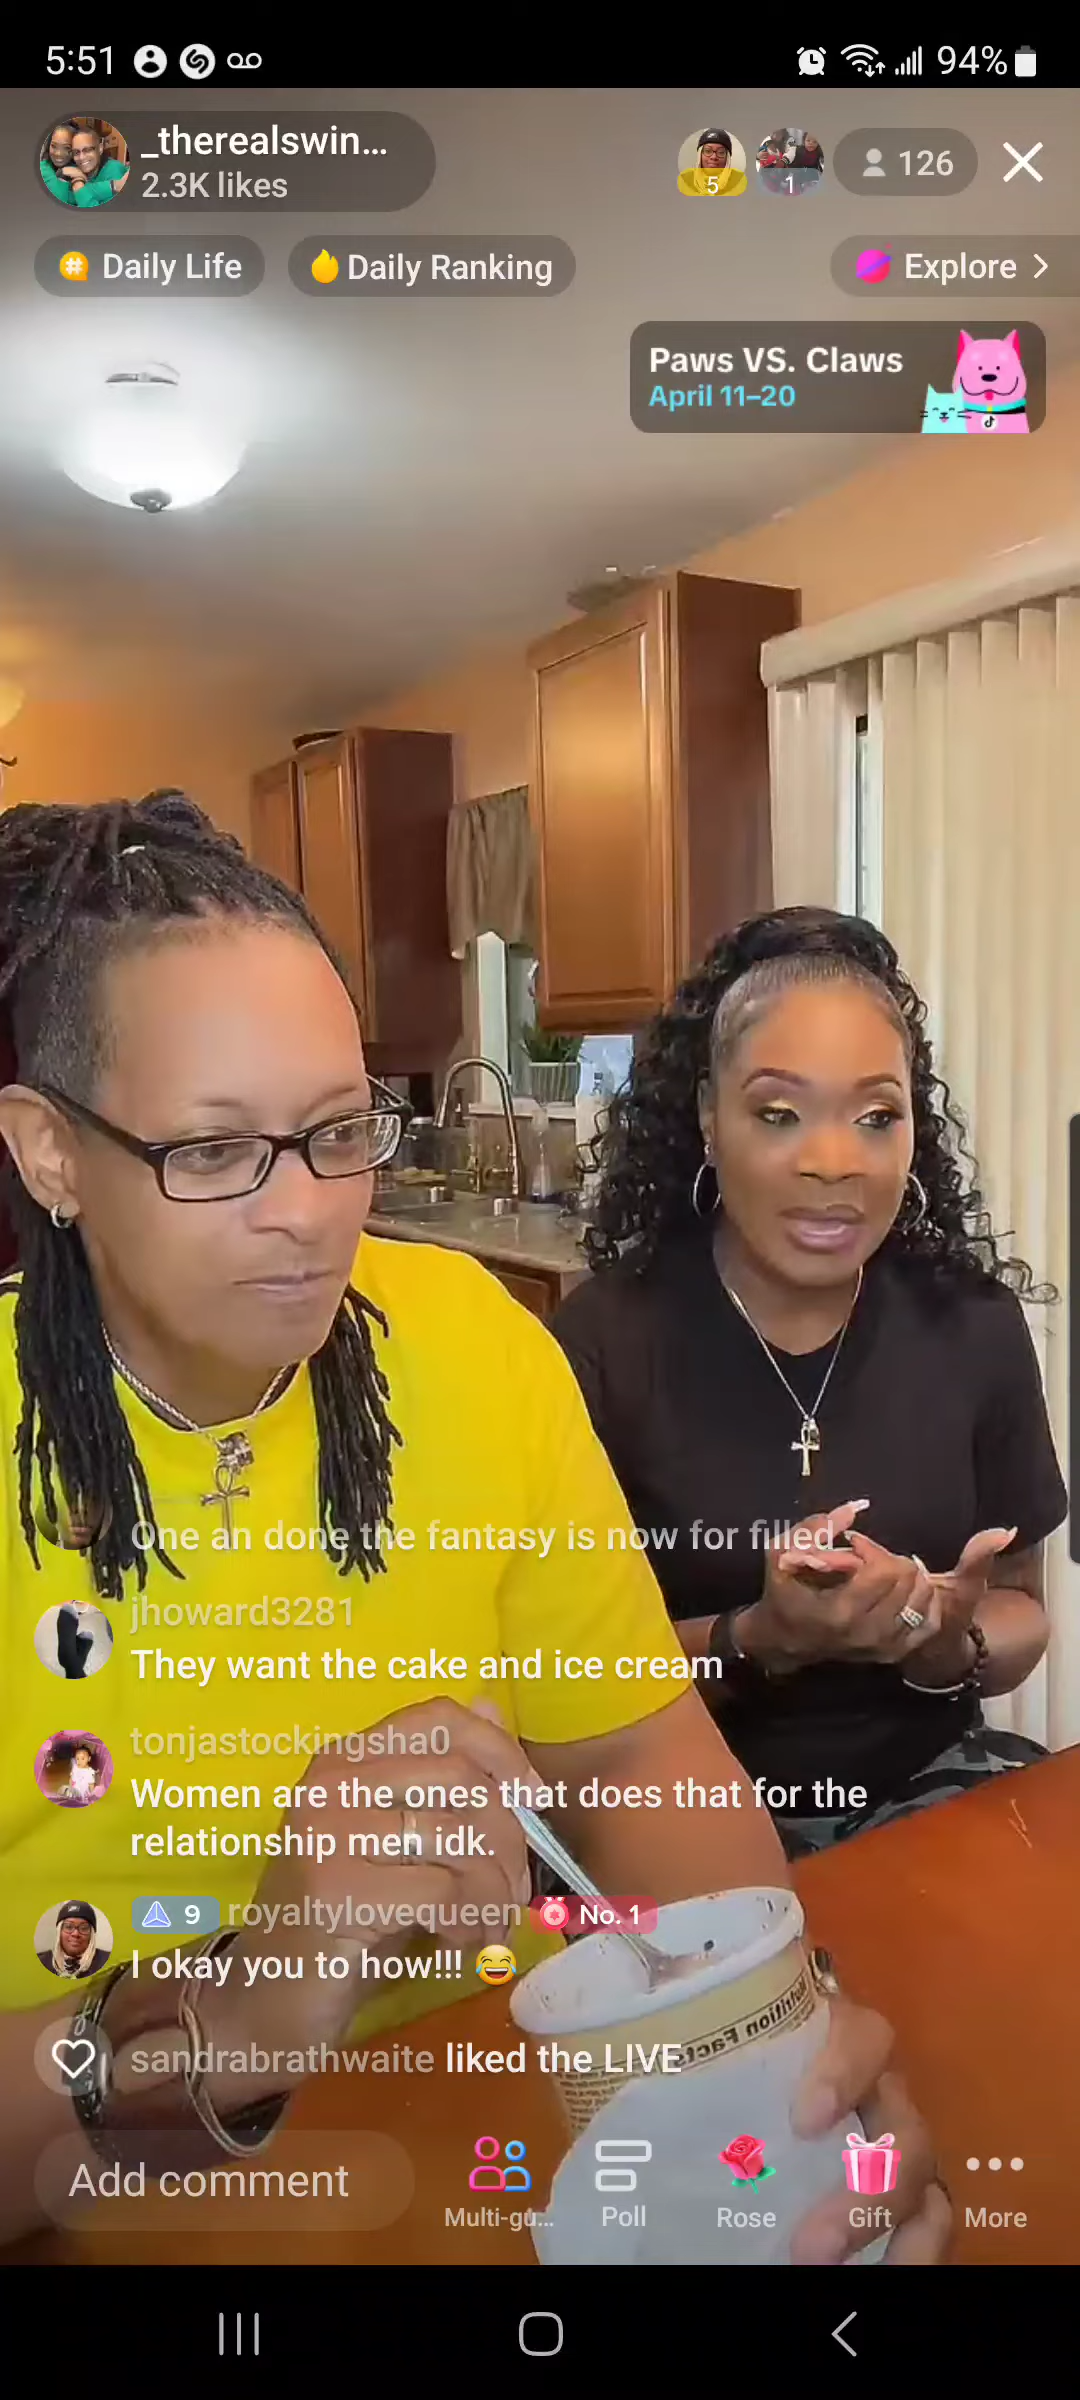 5:51 94%
_therealswin...
2.3K likes
5
1
126
Daily Life
Daily Ranking
Explore >
Paws VS. Claws
April 11–20
One an done the fantasy is now for filled
jhoward3281
They want the cake and ice cream
tonjastockingsha0
Women are the ones that does that for the
relationship men idk.
9 royaltylovequeen No. 1
I okay you to how!!! 😂
sandrabrathwaite liked the LIVE
Nutrition Fact
Add comment
Multi-gu...
Poll
Rose
Gift
More